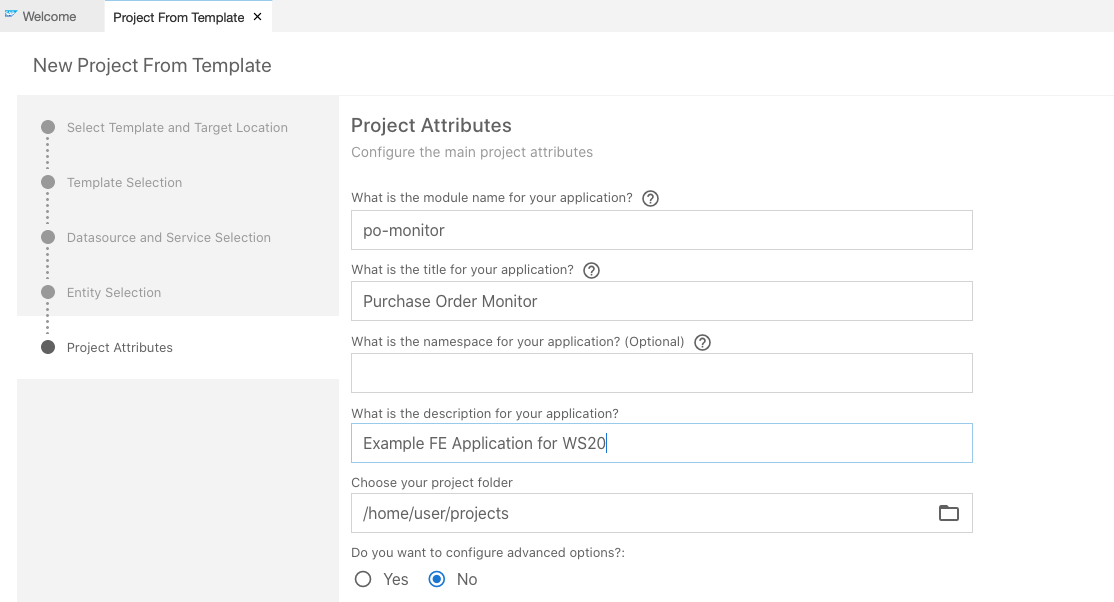 SAP Welcome
Project From Template ✕
New Project From Template
Select Template and Target Location
Template Selection
Datasource and Service Selection
Entity Selection
Project Attributes
Project Attributes
Configure the main project attributes
What is the module name for your application? ?
po-monitor
What is the title for your application? ?
Purchase Order Monitor
What is the namespace for your application? (Optional) ?
What is the description for your application?
Example FE Application for WS20
Choose your project folder
/home/user/projects
Do you want to configure advanced options?:
Yes No